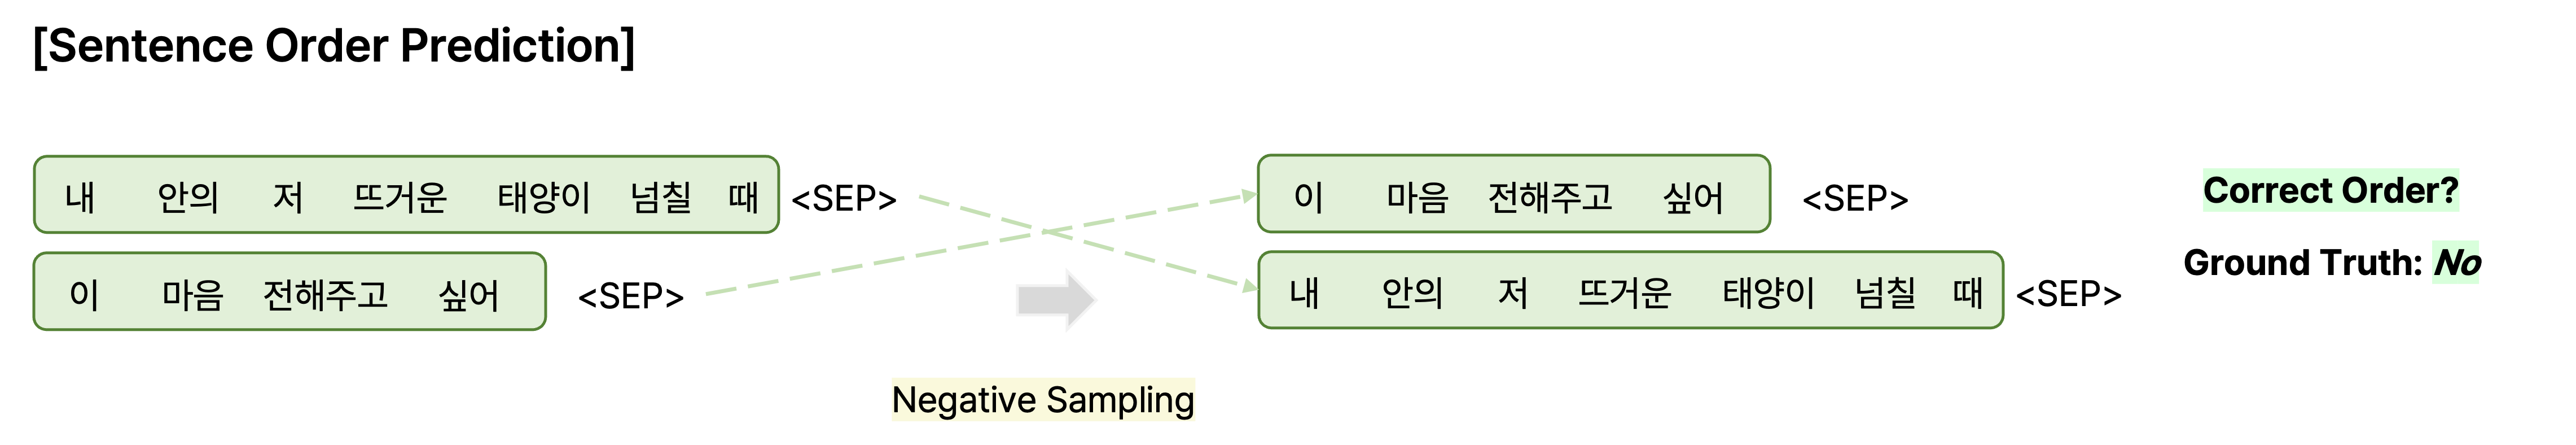 [Sentence Order Prediction]
내 안의 저 뜨거운 태양이 넘칠 때 <SEP>
이 마음 전해주고 싶어 <SEP>
Negative Sampling
이 마음 전해주고 싶어 <SEP>
내 안의 저 뜨거운 태양이 넘칠 때 <SEP>
Correct Order?
Ground Truth: No